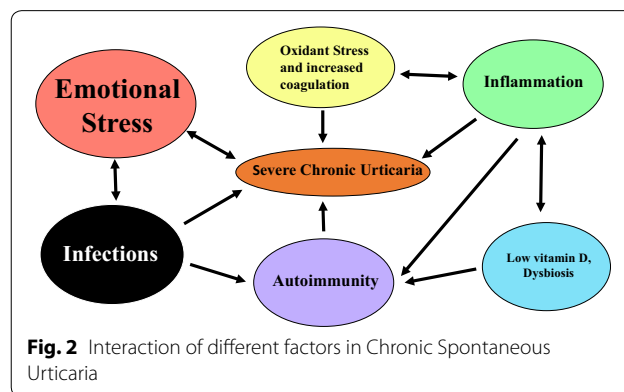 Oxidant Stress
and increased
coagulation
Emotional
Stress
Inflammation
Severe Chronic Urticaria
Infections
Autoimmunity
Low vitamin D,
Dysbiosis
Fig. 2 Interaction of different factors in Chronic Spontaneous
Urticaria